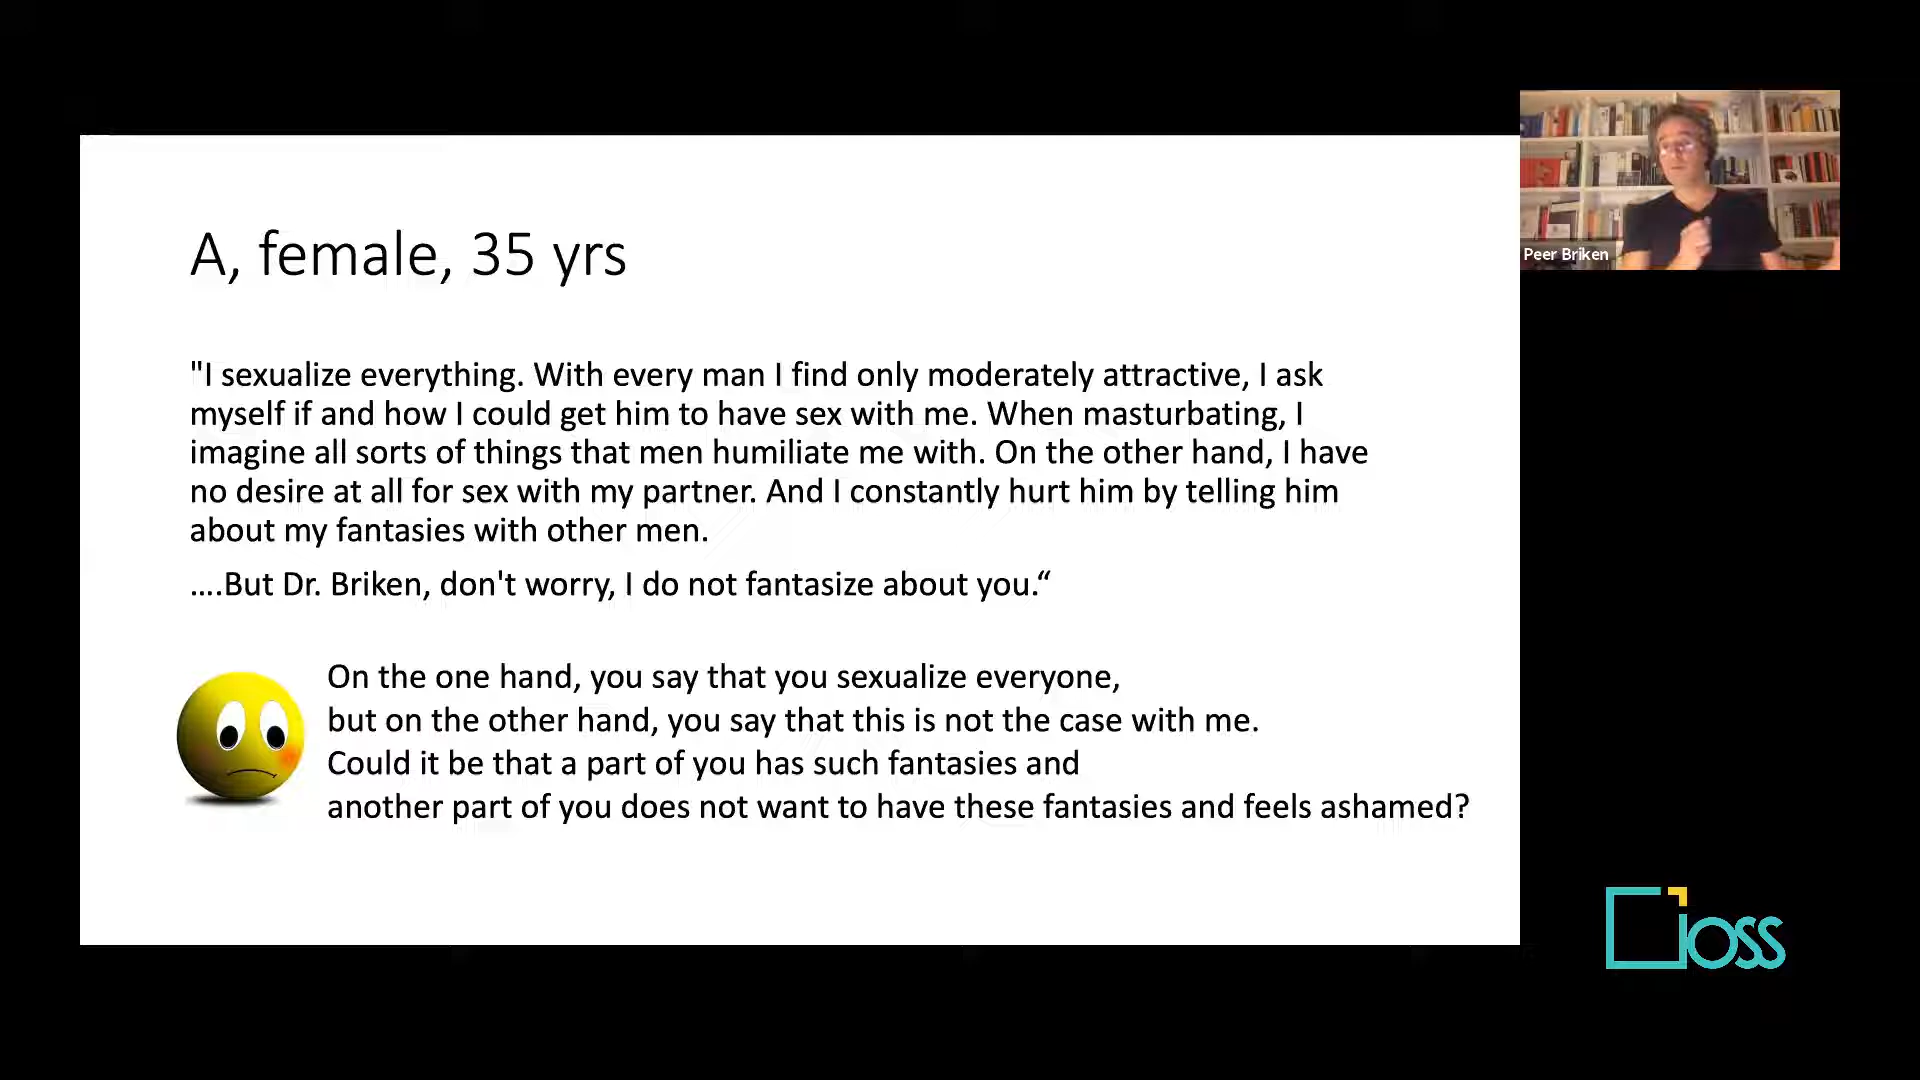 A, female, 35 yrs
"I sexualize everything. With every man I find only moderately attractive, I ask
myself if and how I could get him to have sex with me. When masturbating, I
imagine all sorts of things that men humiliate me with. On the other hand, I have
no desire at all for sex with my partner. And I constantly hurt him by telling him
about my fantasies with other men.
....But Dr. Briken, don't worry, I do not fantasize about you.“
On the one hand, you say that you sexualize everyone,
but on the other hand, you say that this is not the case with me.
Could it be that a part of you has such fantasies and
another part of you does not want to have these fantasies and feels ashamed?
Peer Briken
ioss